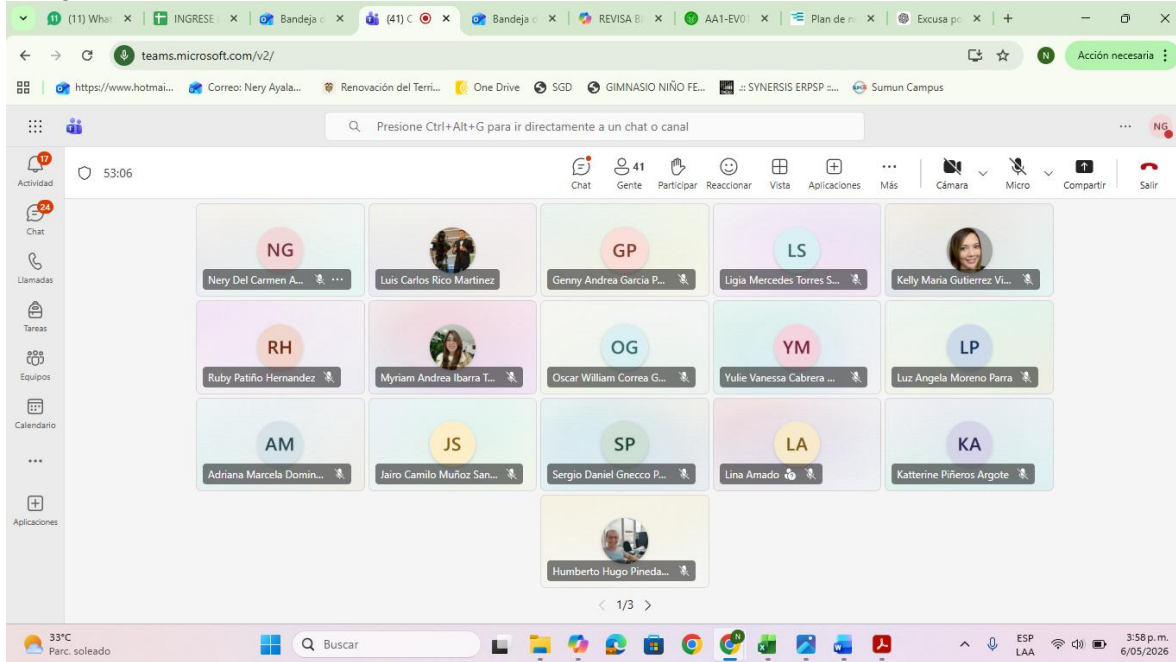 (11) Wha
INGRESE
Bandeja d
(41) C
Bandeja d
REVISA B
AA1-EV01
Plan de n
Excusa po
teams.microsoft.com/v2/
N
Acción necesaria
https://www.hotmai...
Correo: Nery Ayala...
Renovación del Terri...
One Drive
SGD
GIMNASIO NIÑO FE...
.:: SYNERSIS ERPSP ::...
Sumun Campus
Presione Ctrl+Alt+G para ir directamente a un chat o canal
NG
17
Actividad
24
Chat
Llamadas
Tareas
Equipos
Calendario
Aplicaciones
53:06
41
Chat
Gente
Participar
Reaccionar
Vista
Aplicaciones
Más
Cámara
Micro
Compartir
Salir
NG
Nery Del Carmen A...
Luis Carlos Rico Martinez
GP
Genny Andrea Garcia P...
LS
Ligia Mercedes Torres S...
Kelly Maria Gutierrez Vi...
RH
Ruby Patiño Hernandez
Myriam Andrea Ibarra T...
OG
Oscar William Correa G...
YM
Yulie Vanessa Cabrera ...
LP
Luz Angela Moreno Parra
AM
Adriana Marcela Domin...
JS
Jairo Camilo Muñoz San...
SP
Sergio Daniel Gnecco P...
LA
Lina Amado
KA
Katterine Piñeros Argote
Humberto Hugo Pineda...
1/3
33°C
Parc. soleado
Buscar
ESP
LAA
3:58 p.m.
6/05/2026